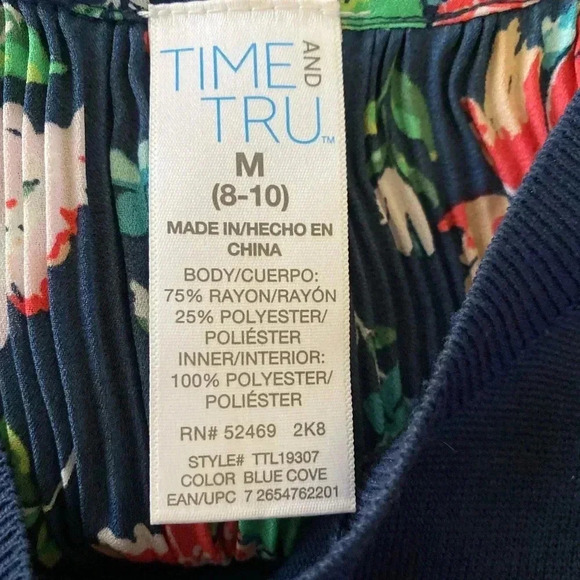 TIME AND
TRU™
M
(8-10)
MADE IN/HECHO EN
CHINA
BODY/CUERPO:
75% RAYON/RAYÓN
25% POLYESTER/
POLIÉSTER
INNER/INTERIOR:
100% POLYESTER/
POLIÉSTER
RN# 52469 2K8
STYLE# TTL19307
COLOR BLUE COVE
EAN/UPC 7 2654762201